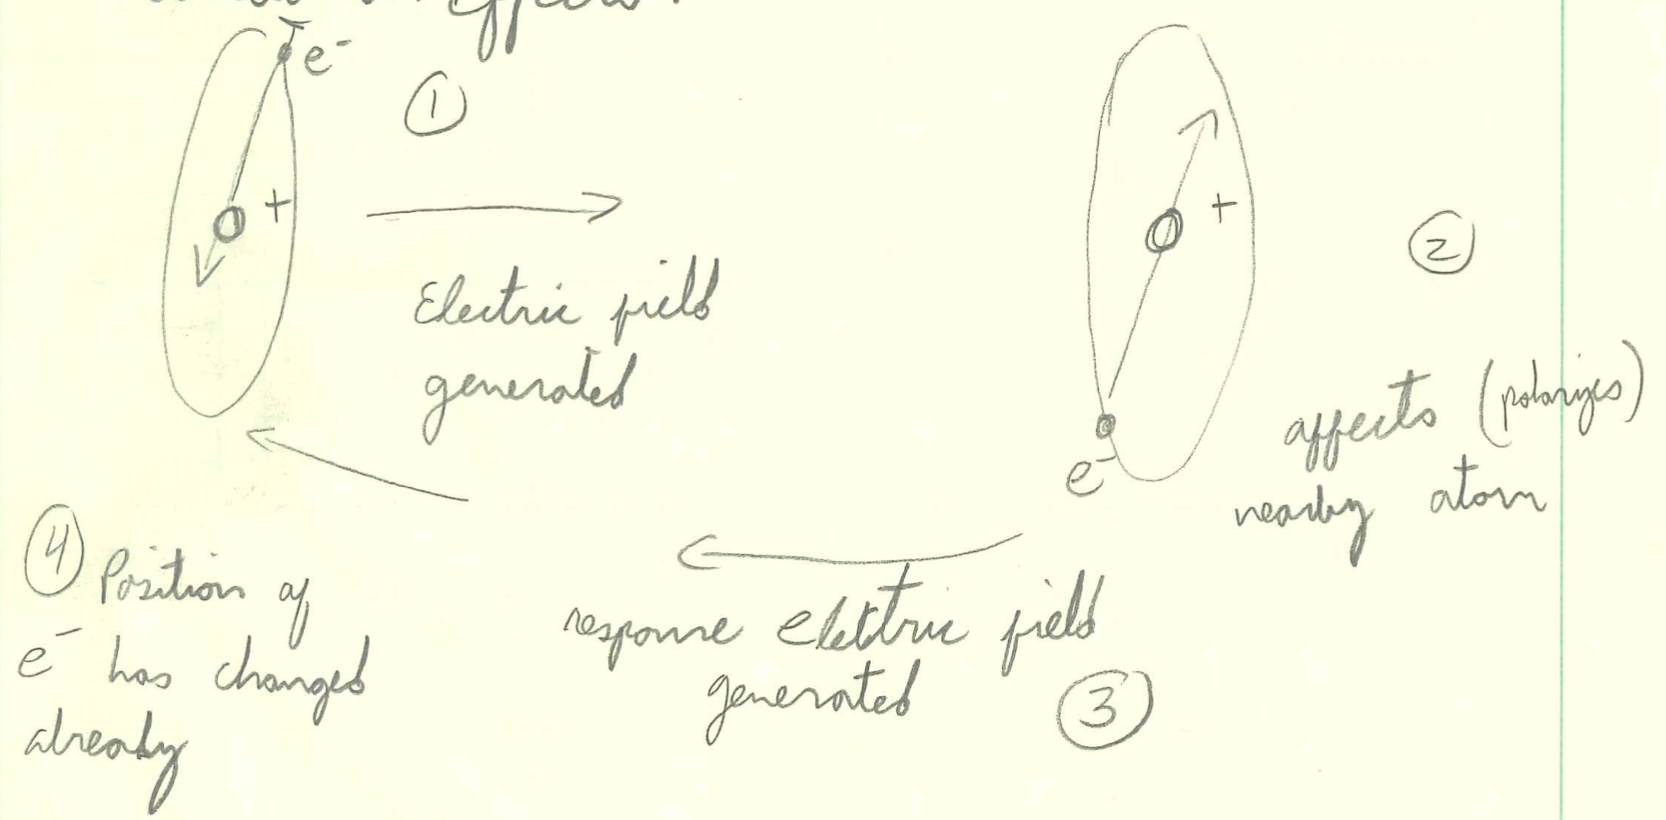 effect?
e⁻
①
+
Electric field
generated
+
②
e⁻
affects (polarizes)
nearby atom
response electric field
generated
③
④ Position of
e⁻ has changed
already